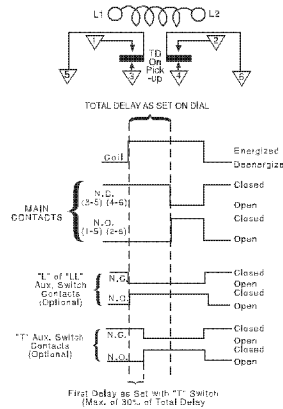 L1 L2
1 2
TD
On
Pick
-up
5 3 4 6
TOTAL DELAY AS SET ON DIAL
Energized
Coil
Deenergize
MAIN
CONTACTS
N.C.
(3-5) (4-6)
Closed
Open
N.O.
(1-5) (2-6)
Closed
Open
"L" of "LL"
Aux. Switch
Contacts
(Optional)
N.C.
Closed
Open
N.O.
Closed
Open
"T" Aux. Switch
Contacts
(Optional)
N.C.
Closed
Open
N.O.
Closed
Open
First Delay as Set with "T" Switch
(Max. of 30% of Total Delay